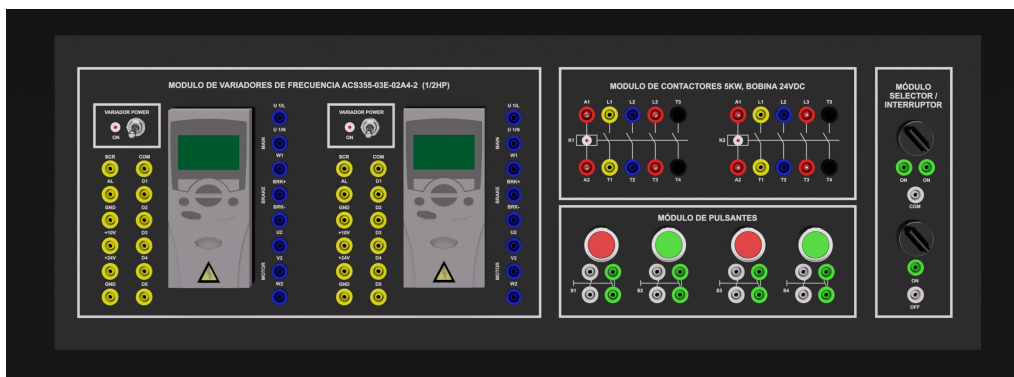 MODULO DE VARIADORES DE FRECUENCIA ACS355-03E-02A4-2 (1/2HP)
VARIADOR POWER
ON
SCR COM
AL D1
GND D2
+10V D3
+24V D4
GND D5
U 1/L
U 1/N
MAIN
W1
BRK+
BRAKE
BRK-
U2
V2
MOTOR
W2
VARIADOR POWER
ON
SCR COM
AL D1
GND D2
+10V D3
+24V D4
GND D5
U 1/L
U 1/N
MAIN
W1
BRK+
BRAKE
BRK-
U2
V2
MOTOR
W2
MODULO DE CONTACTORES 5KW, BOBINA 24VDC
A1 L1 L2 L3 T3
K1
A2 T1 T2 T3 T4
A1 L1 L2 L3 T3
K2
A2 T1 T2 T3 T4
MÓDULO DE PULSANTES
S1 S2 S3 S4
MÓDULO
SELECTOR /
INTERRUPTOR
ON ON
COM
ON
OFF